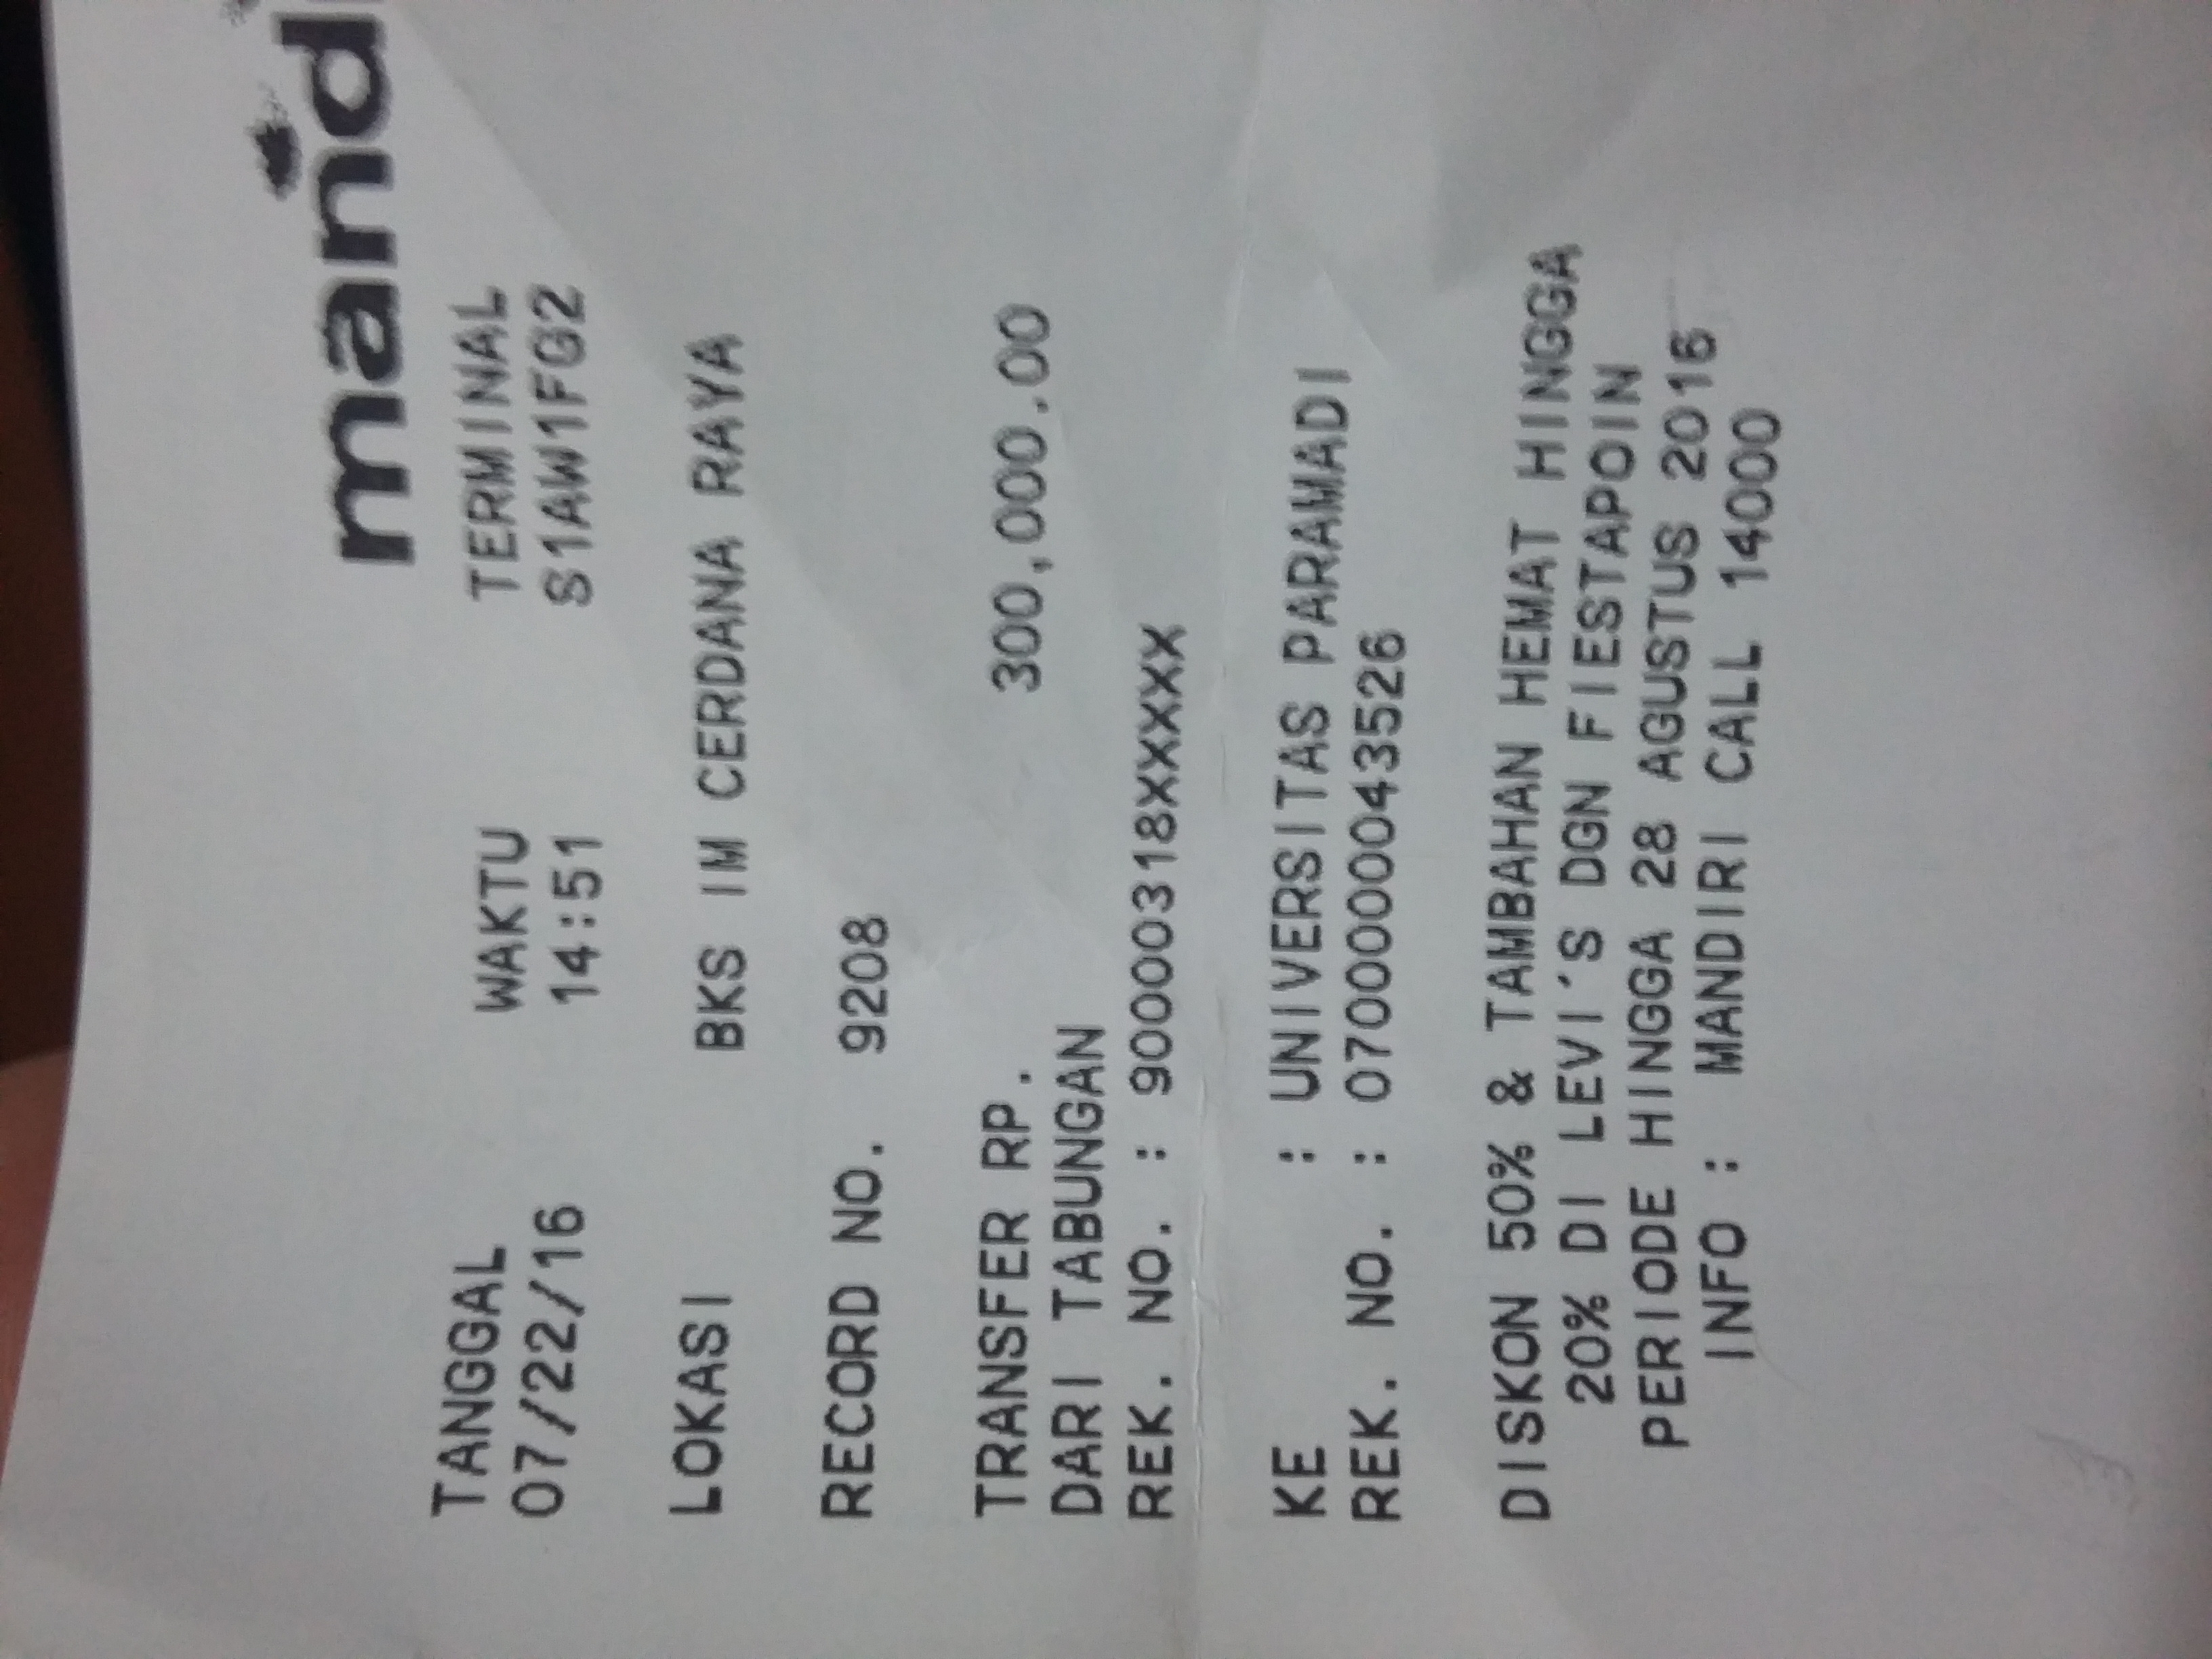 mandi
TANGGAL WAKTU TERMINAL
07/22/16 14:51 S1AW1FG2
LOKASI BKS IM CERDANA RAYA
RECORD NO. 9208
TRANSFER RP. 300,000.00
DARI TABUNGAN
REK. NO. : 90000318XXXXX
KE : UNIVERSITAS PARAMADI
REK. NO. : 0700000043526
DISKON 50% & TAMBAHAN HEMAT HINGGA
20% DI LEVI'S DGN FIESTAPOIN
PERIODE HINGGA 28 AGUSTUS 2016
INFO : MANDIRI CALL 14000